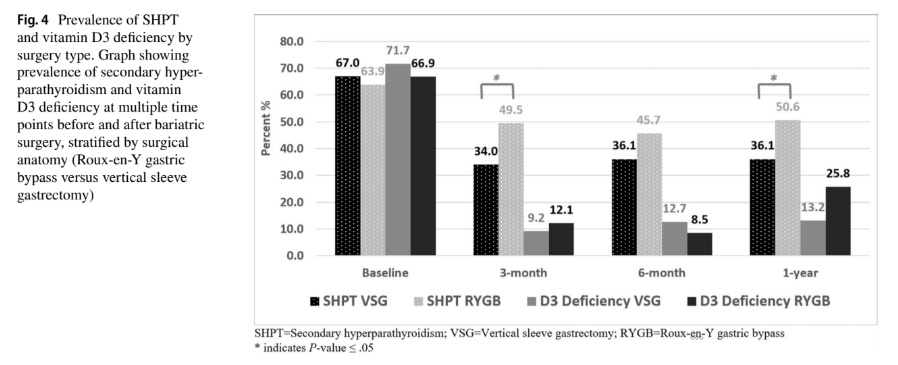 Fig. 4 Prevalence of SHPT
and vitamin D3 deficiency by
surgery type. Graph showing
prevalence of secondary hyper-
parathyroidism and vitamin
D3 deficiency at multiple time
points before and after bariatric
surgery, stratified by surgical
anatomy (Roux-en-Y gastric
bypass versus vertical sleeve
gastrectomy)
Percent %
80.0
70.0
60.0
50.0
40.0
30.0
20.0
10.0
0.0
67.0 63.9 71.7 66.9
34.0 49.5 9.2 12.1
*
36.1 45.7 12.7 8.5
36.1 50.6 13.2 25.8
*
Baseline 3-month 6-month 1-year
SHPT VSG SHPT RYGB D3 Deficiency VSG D3 Deficiency RYGB
SHPT=Secondary hyperparathyroidism; VSG=Vertical sleeve gastrectomy; RYGB=Roux-en-Y gastric bypass
* indicates P-value ≤ .05